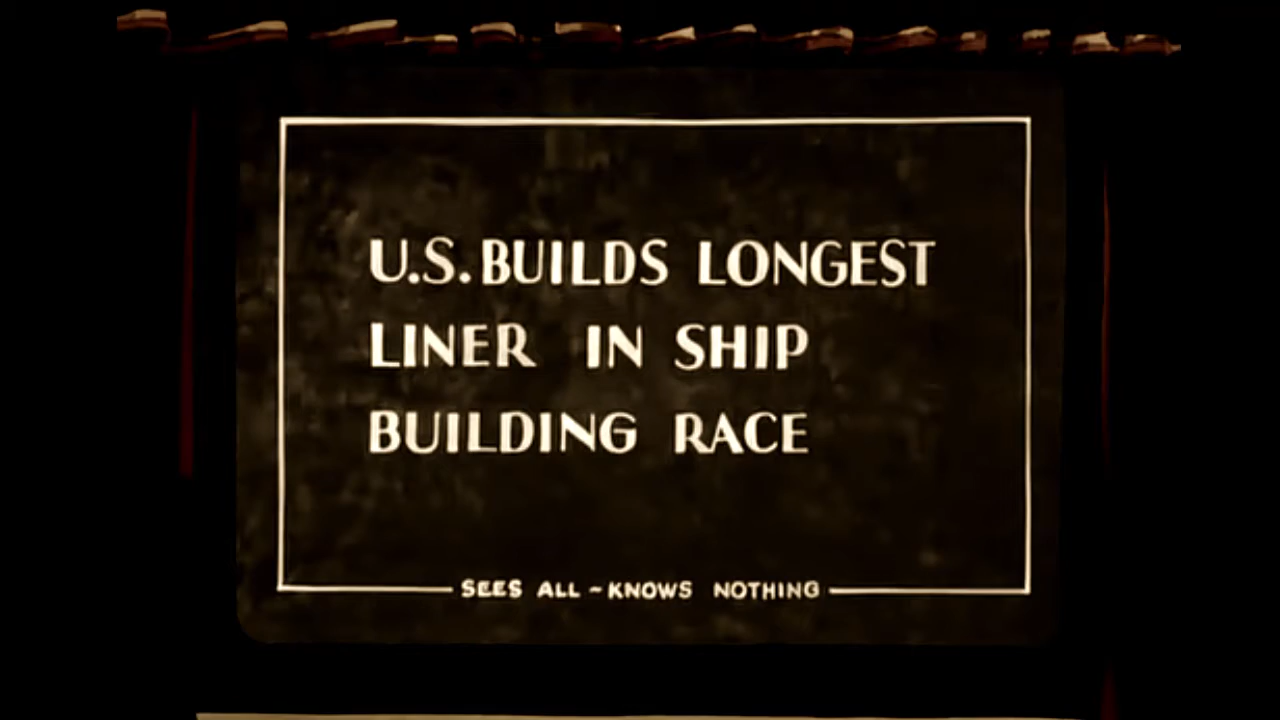 U.S. BUILDS LONGEST
LINER IN SHIP
BUILDING RACE
SEES ALL ~ KNOWS NOTHING